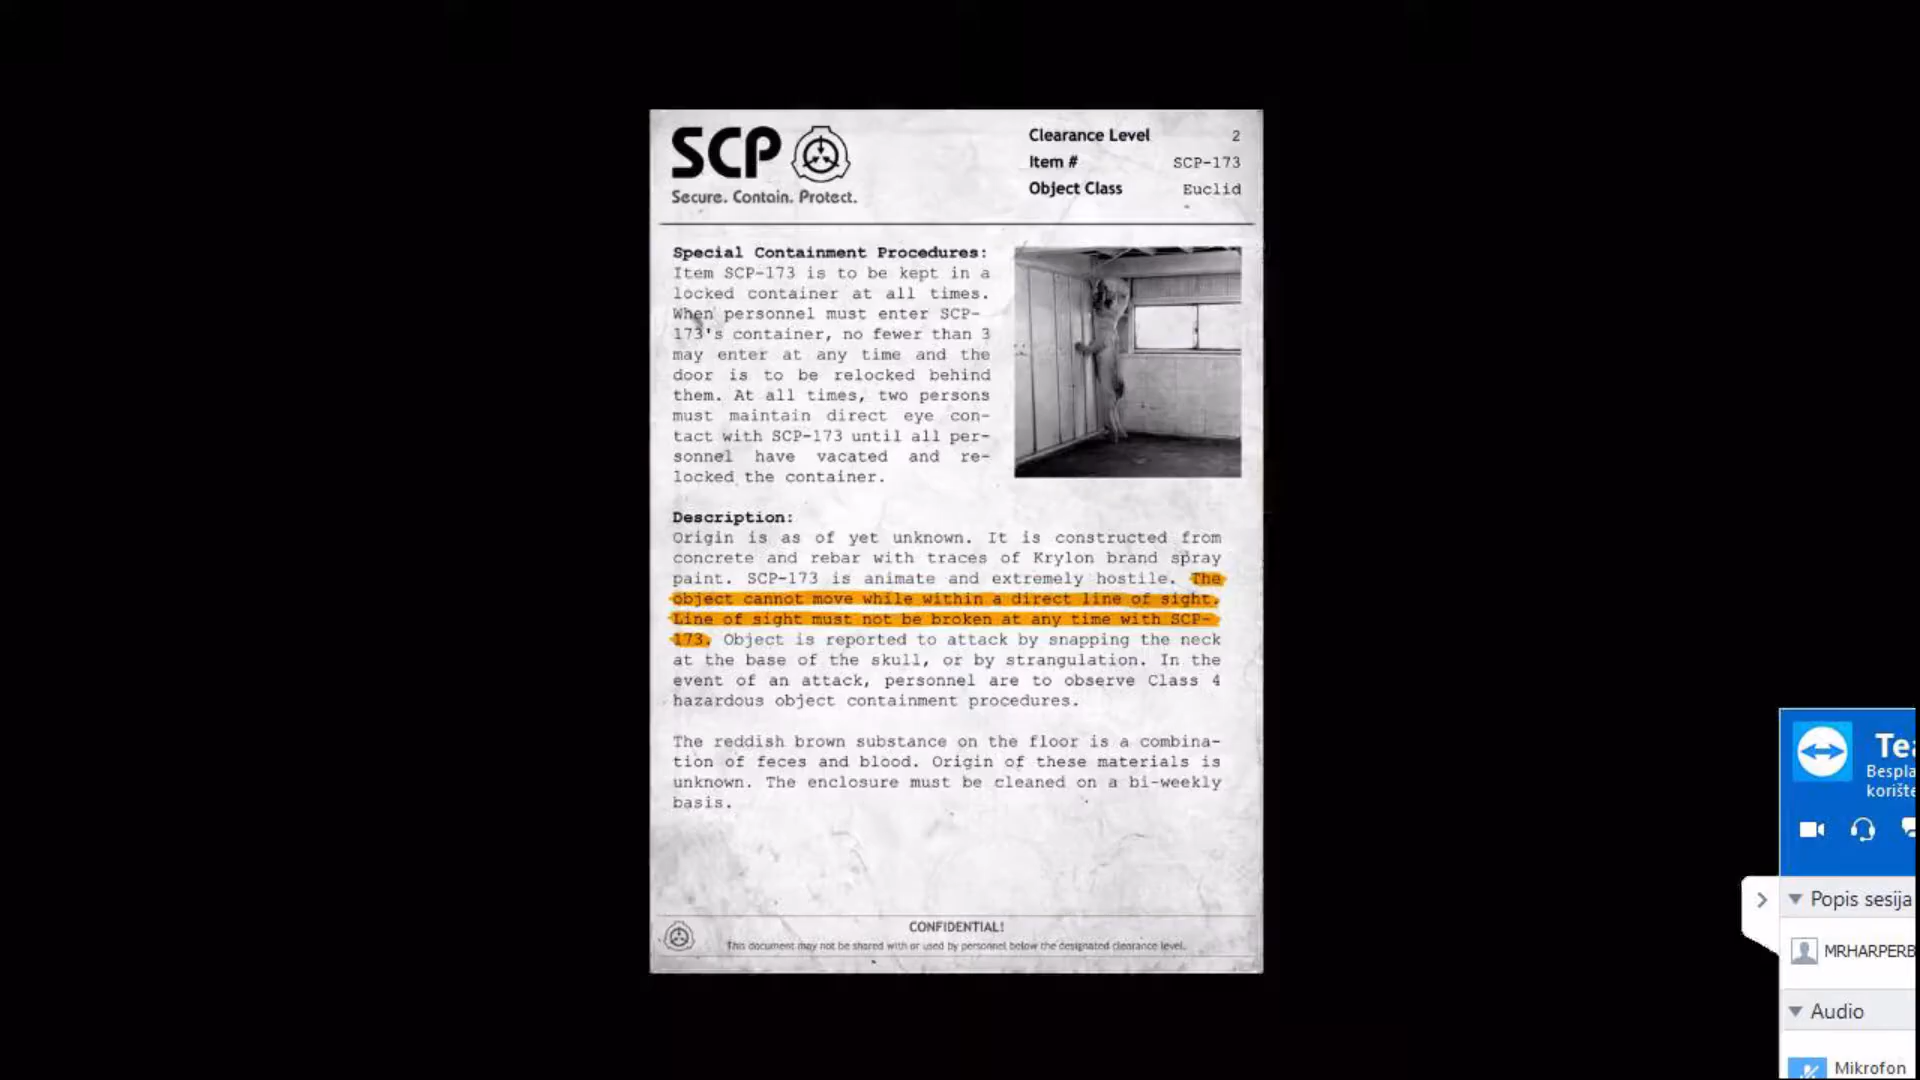 SCP
Secure. Contain. Protect.
Clearance Level 2
Item # SCP-173
Object Class Euclid
Special Containment Procedures:
Item SCP-173 is to be kept in a
locked container at all times.
When personnel must enter SCP-
173's container, no fewer than 3
may enter at any time and the
door is to be relocked behind
them. At all times, two persons
must maintain direct eye con-
tact with SCP-173 until all per-
sonnel have vacated and re-
locked the container.
Description:
Origin is as of yet unknown. It is constructed from
concrete and rebar with traces of Krylon brand spray
paint. SCP-173 is animate and extremely hostile. The
object cannot move while within a direct line of sight.
Line of sight must not be broken at any time with SCP-
173. Object is reported to attack by snapping the neck
at the base of the skull, or by strangulation. In the
event of an attack, personnel are to observe Class 4
hazardous object containment procedures.
The reddish brown substance on the floor is a combina-
tion of feces and blood. Origin of these materials is
unknown. The enclosure must be cleaned on a bi-weekly
basis.
CONFIDENTIAL!
This document may not be shared with or used by personnel below the designated clearance level.
Tea
Bespla
korište
Popis sesija
MRHARPERB
Audio
Mikrofon